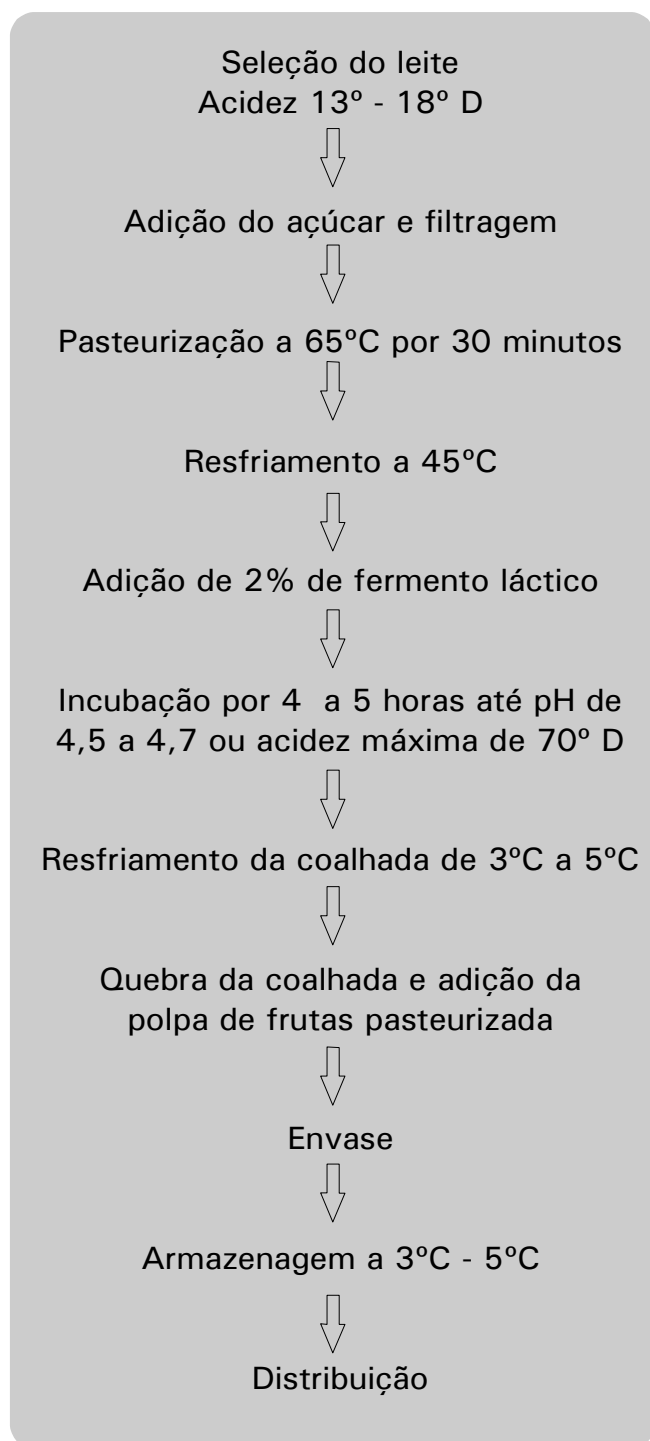 Seleção do leite
Acidez 13º - 18º D
Adição do açúcar e filtragem
Pasteurização a 65ºC por 30 minutos
Resfriamento a 45ºC
Adição de 2% de fermento láctico
Incubação por 4 a 5 horas até pH de
4,5 a 4,7 ou acidez máxima de 70º D
Resfriamento da coalhada de 3ºC a 5ºC
Quebra da coalhada e adição da
polpa de frutas pasteurizada
Envase
Armazenagem a 3ºC - 5ºC
Distribuição